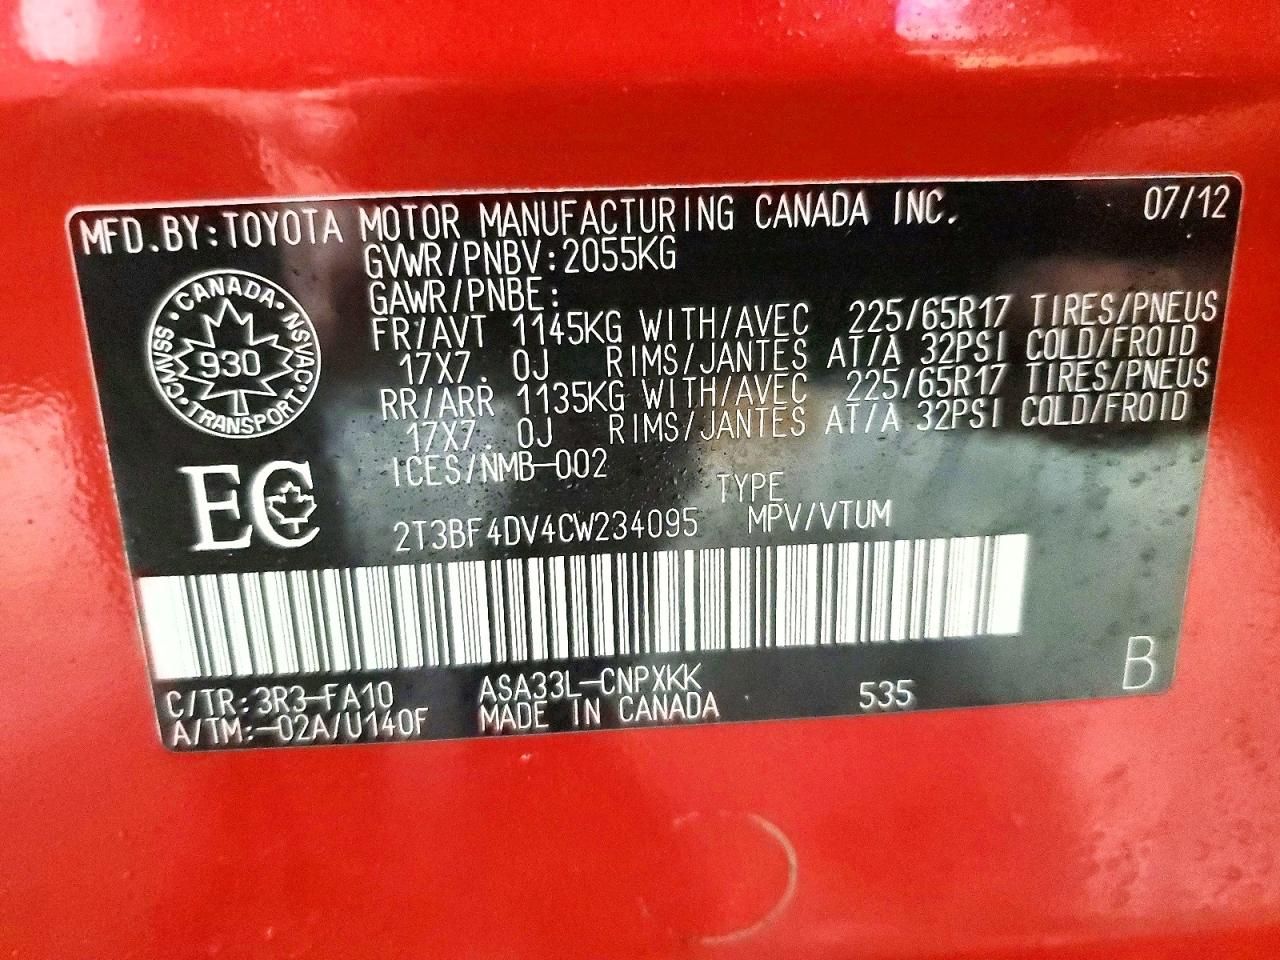 MFD.BY:TOYOTA MOTOR MANUFACTURING CANADA INC. 07/12
GVWR/PNBV:2055KG
GAWR/PNBE:
FR/AVT 1145KG WITH/AVEC 225/65R17 TIRES/PNEUS
17X7. 0J RIMS/JANTES AT/A 32PSI COLD/FROID
RR/ARR 1135KG WITH/AVEC 225/65R17 TIRES/PNEUS
17X7. 0J RIMS/JANTES AT/A 32PSI COLD/FROID
ICES/NMB-002
CANADA
CMVSS 930 NSVAC
TRANSPORT
EC
TYPE
2T3BF4DV4CW234095 MPV/VTUM
C/TR:3R3-FA10 ASA33L-CNPXKK 535 B
A/TM:-02A/U140F MADE IN CANADA